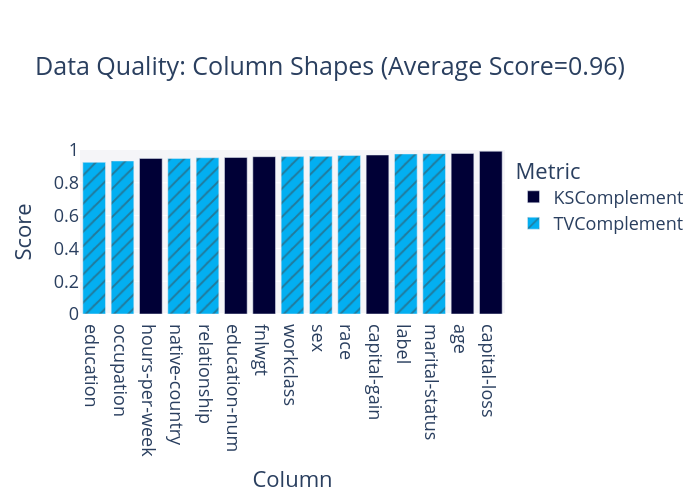 Data Quality: Column Shapes (Average Score=0.96)
Metric
KSComplement
TVComplement
Score
1
0.8
0.6
0.4
0.2
0
education
occupation
hours-per-week
native-country
relationship
education-num
fnlwgt
workclass
sex
race
capital-gain
label
marital-status
age
capital-loss
Column